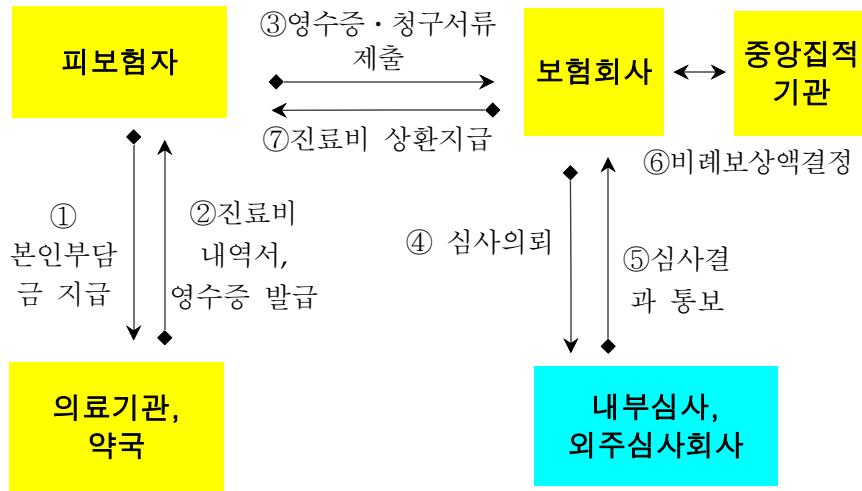 피보험자
③영수증·청구서류
제출
보험회사
중앙집적
기관
⑦진료비 상환지급
⑥비례보상액결정
①
본인부담
금 지급
②진료비
내역서,
영수증 발급
④ 심사의뢰
⑤심사결
과 통보
의료기관,
약국
내부심사,
외주심사회사